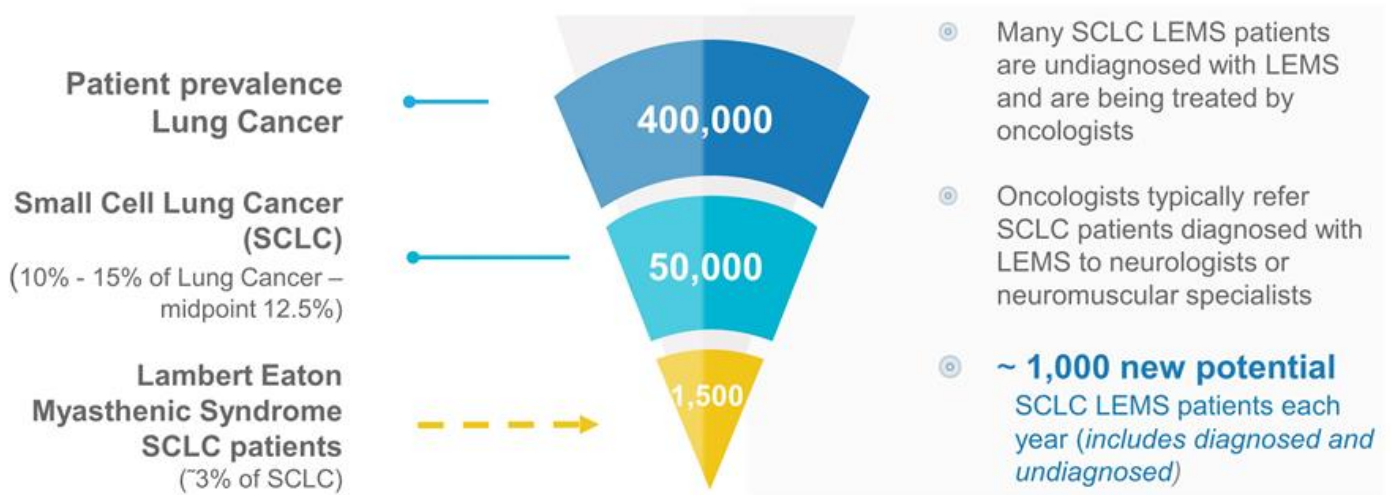 Patient prevalence
Lung Cancer
400,000
Small Cell Lung Cancer
(SCLC)
(10% - 15% of Lung Cancer –
midpoint 12.5%)
50,000
Lambert Eaton
Myasthenic Syndrome
SCLC patients
(˜3% of SCLC)
1,500
Many SCLC LEMS patients
are undiagnosed with LEMS
and are being treated by
oncologists
Oncologists typically refer
SCLC patients diagnosed with
LEMS to neurologists or
neuromuscular specialists
~ 1,000 new potential
SCLC LEMS patients each
year (includes diagnosed and
undiagnosed)